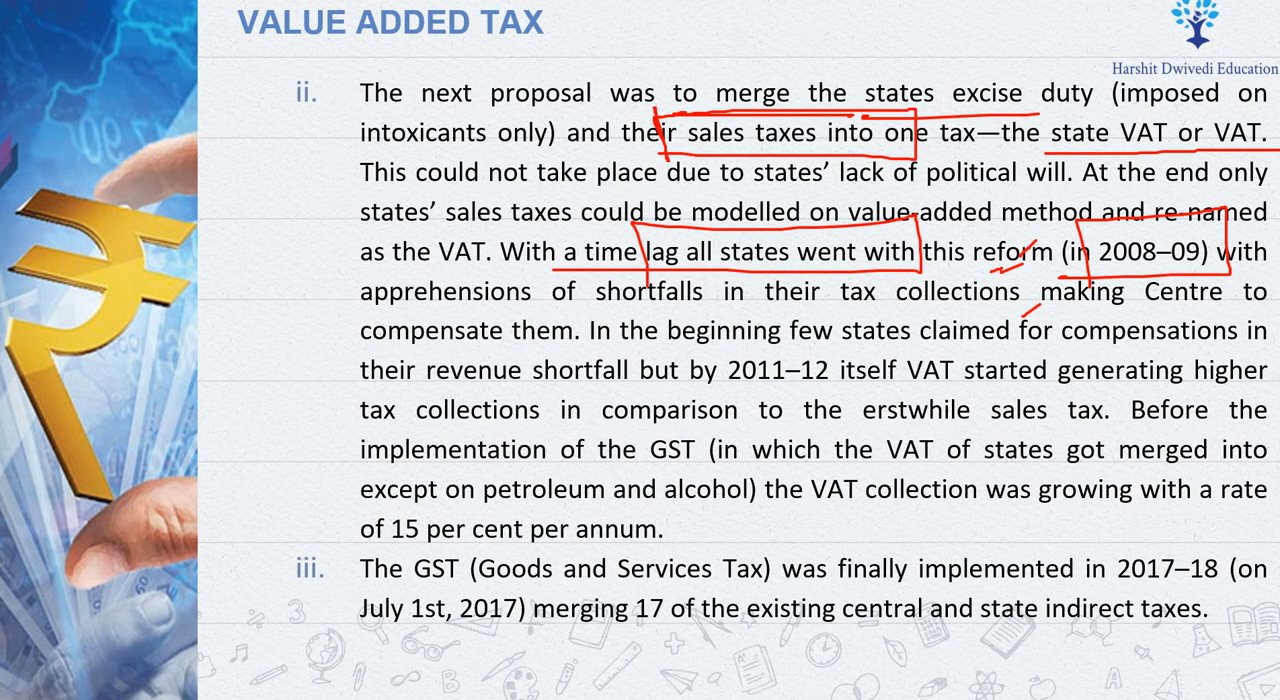 VALUE ADDED TAX
Harshit Dwivedi Education
ii. The next proposal was to merge the states excise duty (imposed on
intoxicants only) and their sales taxes into one tax—the state VAT or VAT.
This could not take place due to states’ lack of political will. At the end only
states’ sales taxes could be modelled on value-added method and re-named
as the VAT. With a time lag all states went with this reform (in 2008–09) with
apprehensions of shortfalls in their tax collections making Centre to
compensate them. In the beginning few states claimed for compensations in
their revenue shortfall but by 2011–12 itself VAT started generating higher
tax collections in comparison to the erstwhile sales tax. Before the
implementation of the GST (in which the VAT of states got merged into
except on petroleum and alcohol) the VAT collection was growing with a rate
of 15 per cent per annum.
iii. The GST (Goods and Services Tax) was finally implemented in 2017–18 (on
July 1st, 2017) merging 17 of the existing central and state indirect taxes.